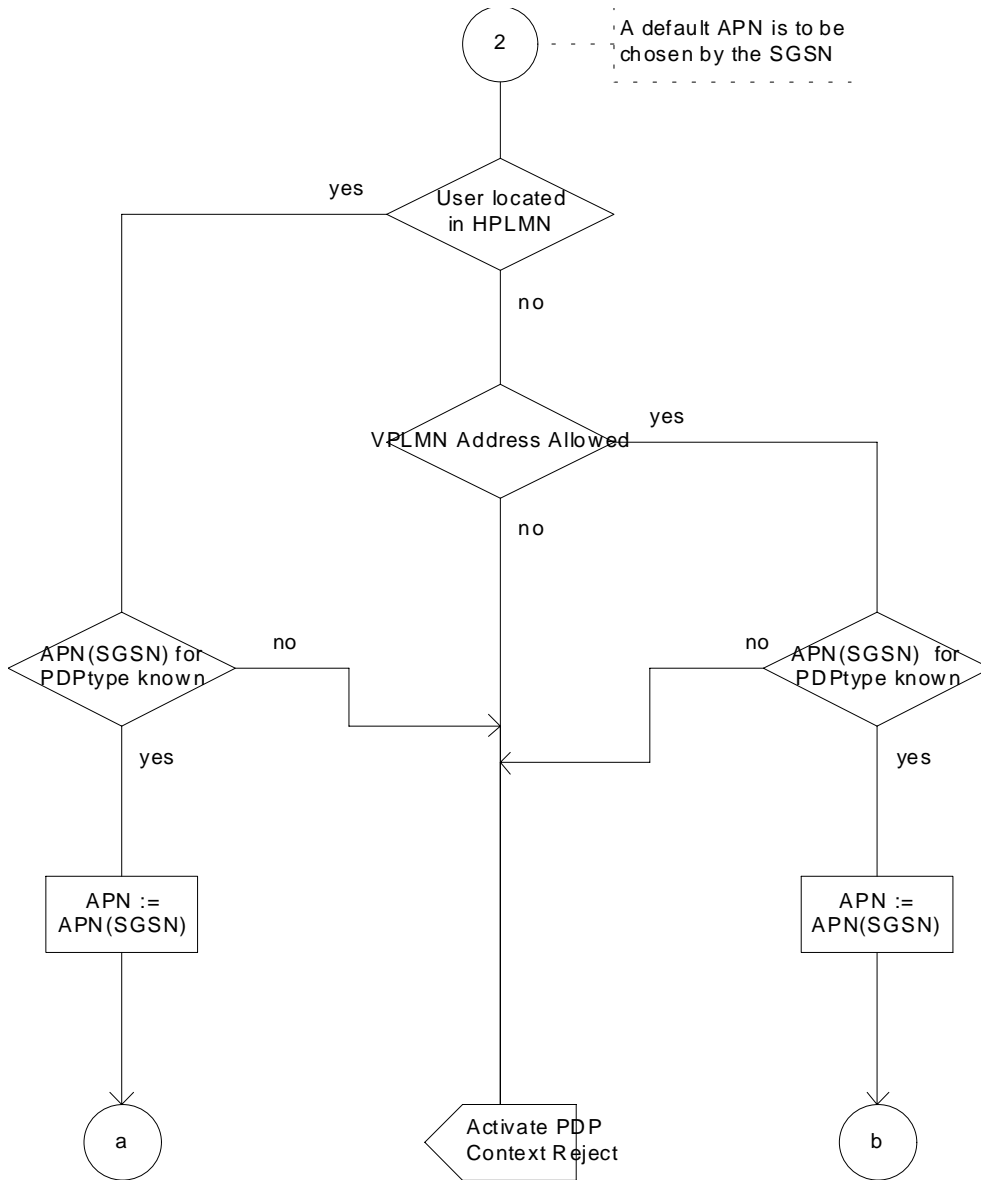 2
A default APN is to be
chosen by the SGSN
yes
User located
in HPLMN
no
yes
VPLMN Address Allowed
no
APN(SGSN) for
PDPtype known
no
no
APN(SGSN) for
PDPtype known
yes
yes
APN :=
APN(SGSN)
APN :=
APN(SGSN)
a
Activate PDP
Context Reject
b